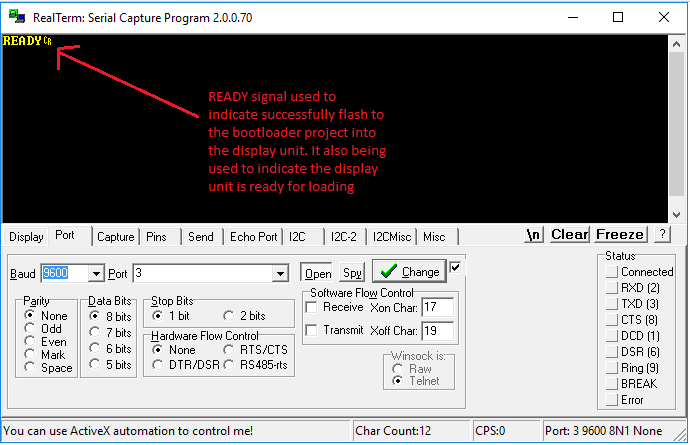 RealTerm: Serial Capture Program 2.0.0.70
READYCR
READY signal used to
indicate successfully flash to
the bootloader project into
the display unit. It also being
used to indicate the display
unit is ready for loading
Display Port Capture Pins Send Echo Port I2C I2C-2 I2CMisc Misc \n Clear Freeze ?
Baud 9600 Port 3 Open Spy Change
Parity
None
Odd
Even
Mark
Space
Data Bits
8 bits
7 bits
6 bits
5 bits
Stop Bits
1 bit 2 bits
Hardware Flow Control
None RTS/CTS
DTR/DSR RS485-rts
Software Flow Control
Receive Xon Char: 17
Transmit Xoff Char: 19
Winsock is:
Raw
Telnet
Status
Connected
RXD (2)
TXD (3)
CTS (8)
DCD (1)
DSR (6)
Ring (9)
BREAK
Error
You can use ActiveX automation to control me! Char Count:12 CPS:0 Port: 3 9600 8N1 None